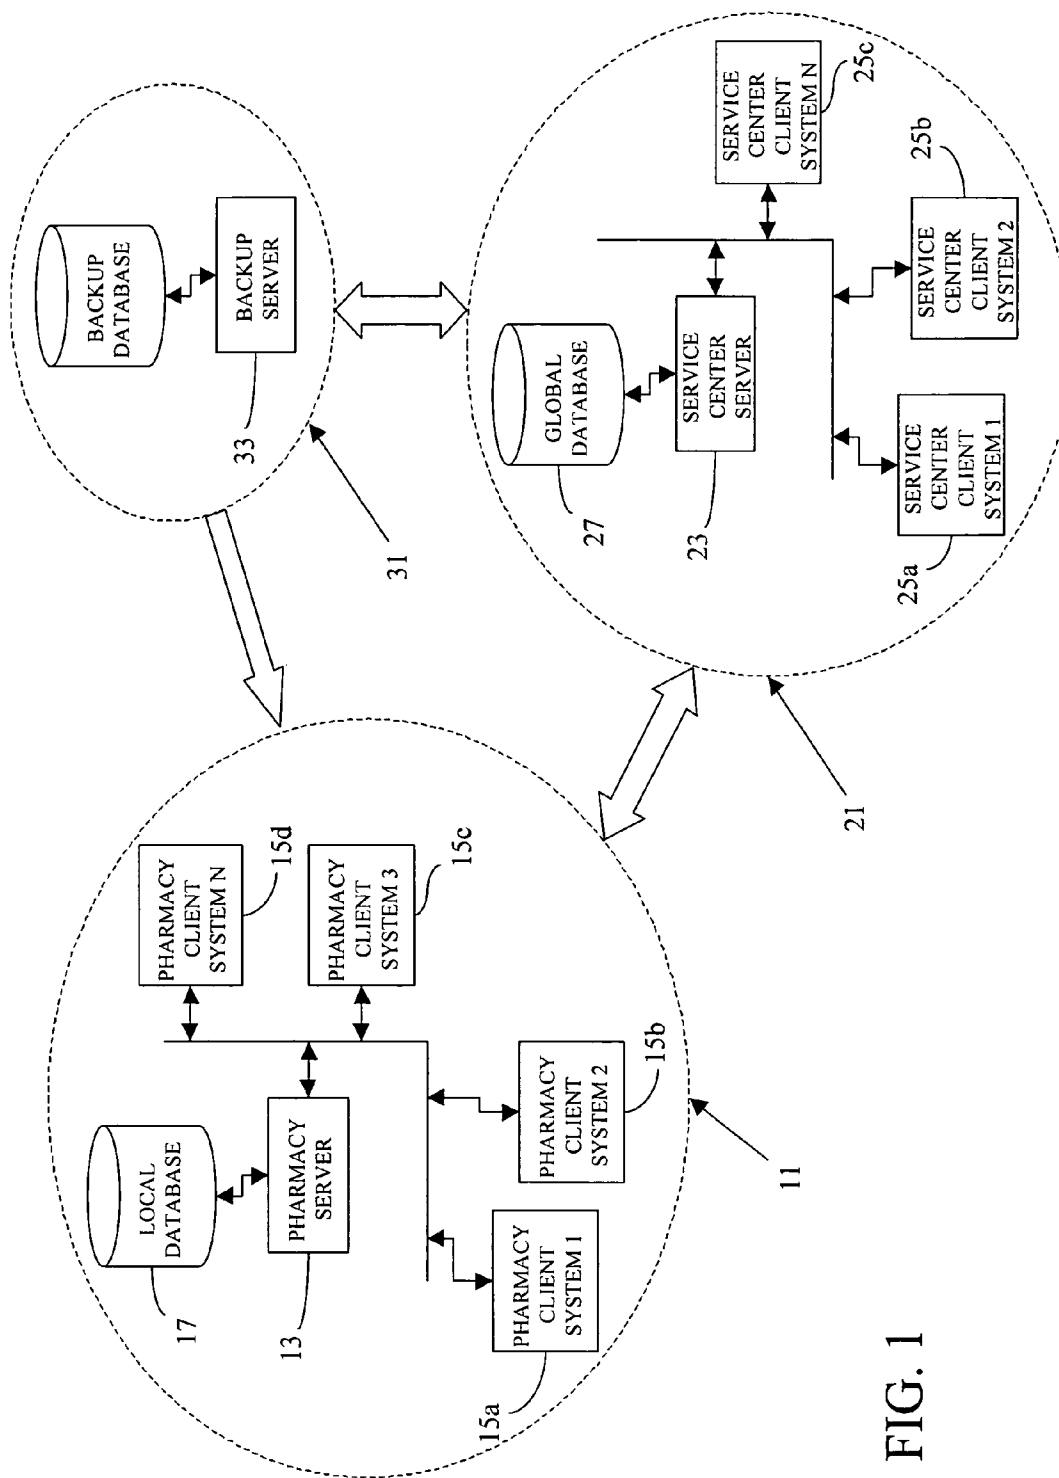 BACKUP
DATABASE
BACKUP
SERVER
33
31
LOCAL
DATABASE
17
PHARMACY
SERVER
13
PHARMACY
CLIENT
SYSTEM N
15d
PHARMACY
CLIENT
SYSTEM 3
15c
PHARMACY
CLIENT
SYSTEM 1
15a
PHARMACY
CLIENT
SYSTEM 2
15b
11
GLOBAL
DATABASE
27
SERVICE
CENTER
SERVER
23
SERVICE
CENTER
CLIENT
SYSTEM N
25c
SERVICE
CENTER
CLIENT
SYSTEM 1
25a
SERVICE
CENTER
CLIENT
SYSTEM 2
25b
21
FIG. 1